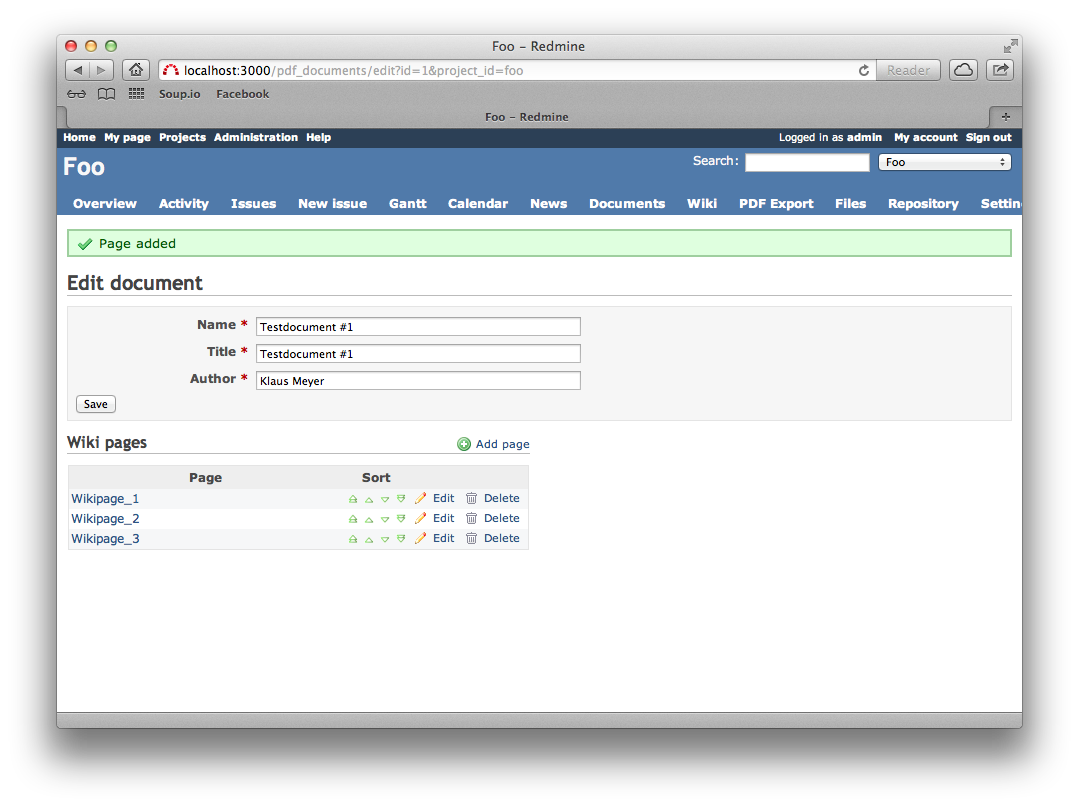 Foo – Redmine
localhost:3000/pdf_documents/edit?id=1&project_id=foo
Reader
Soup.io Facebook
Foo – Redmine
Home My page Projects Administration Help Logged in as admin My account Sign out
Foo Search: Foo
Overview Activity Issues New issue Gantt Calendar News Documents Wiki PDF Export Files Repository Settin
Page added
Edit document
Name * Testdocument #1
Title * Testdocument #1
Author * Klaus Meyer
Save
Wiki pages Add page
Page Sort
Wikipage_1 Edit Delete
Wikipage_2 Edit Delete
Wikipage_3 Edit Delete